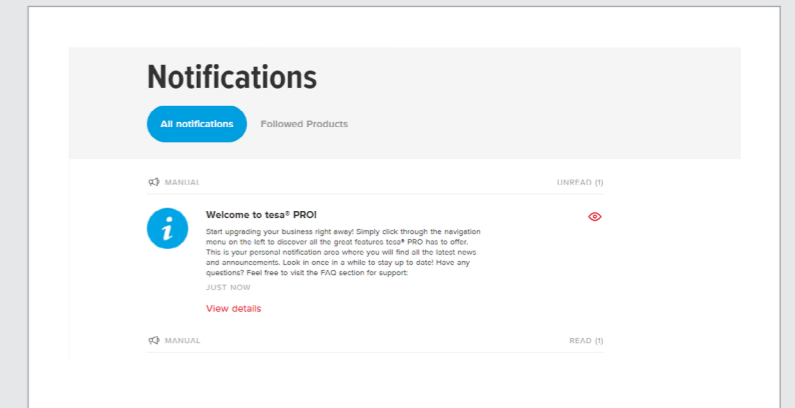 Notifications
All notifications
Followed Products
MANUAL
UNREAD (1)
Welcome to tesa® PRO!
Start upgrading your business right away! Simply click through the navigation
menu on the left to discover all the great features tesa® PRO has to offer.
This is your personal notification area where you will find all the latest news
and announcements. Look in once in a while to stay up to date! Have any
questions? Feel free to visit the FAQ section for support:
JUST NOW
View details
MANUAL
READ (1)